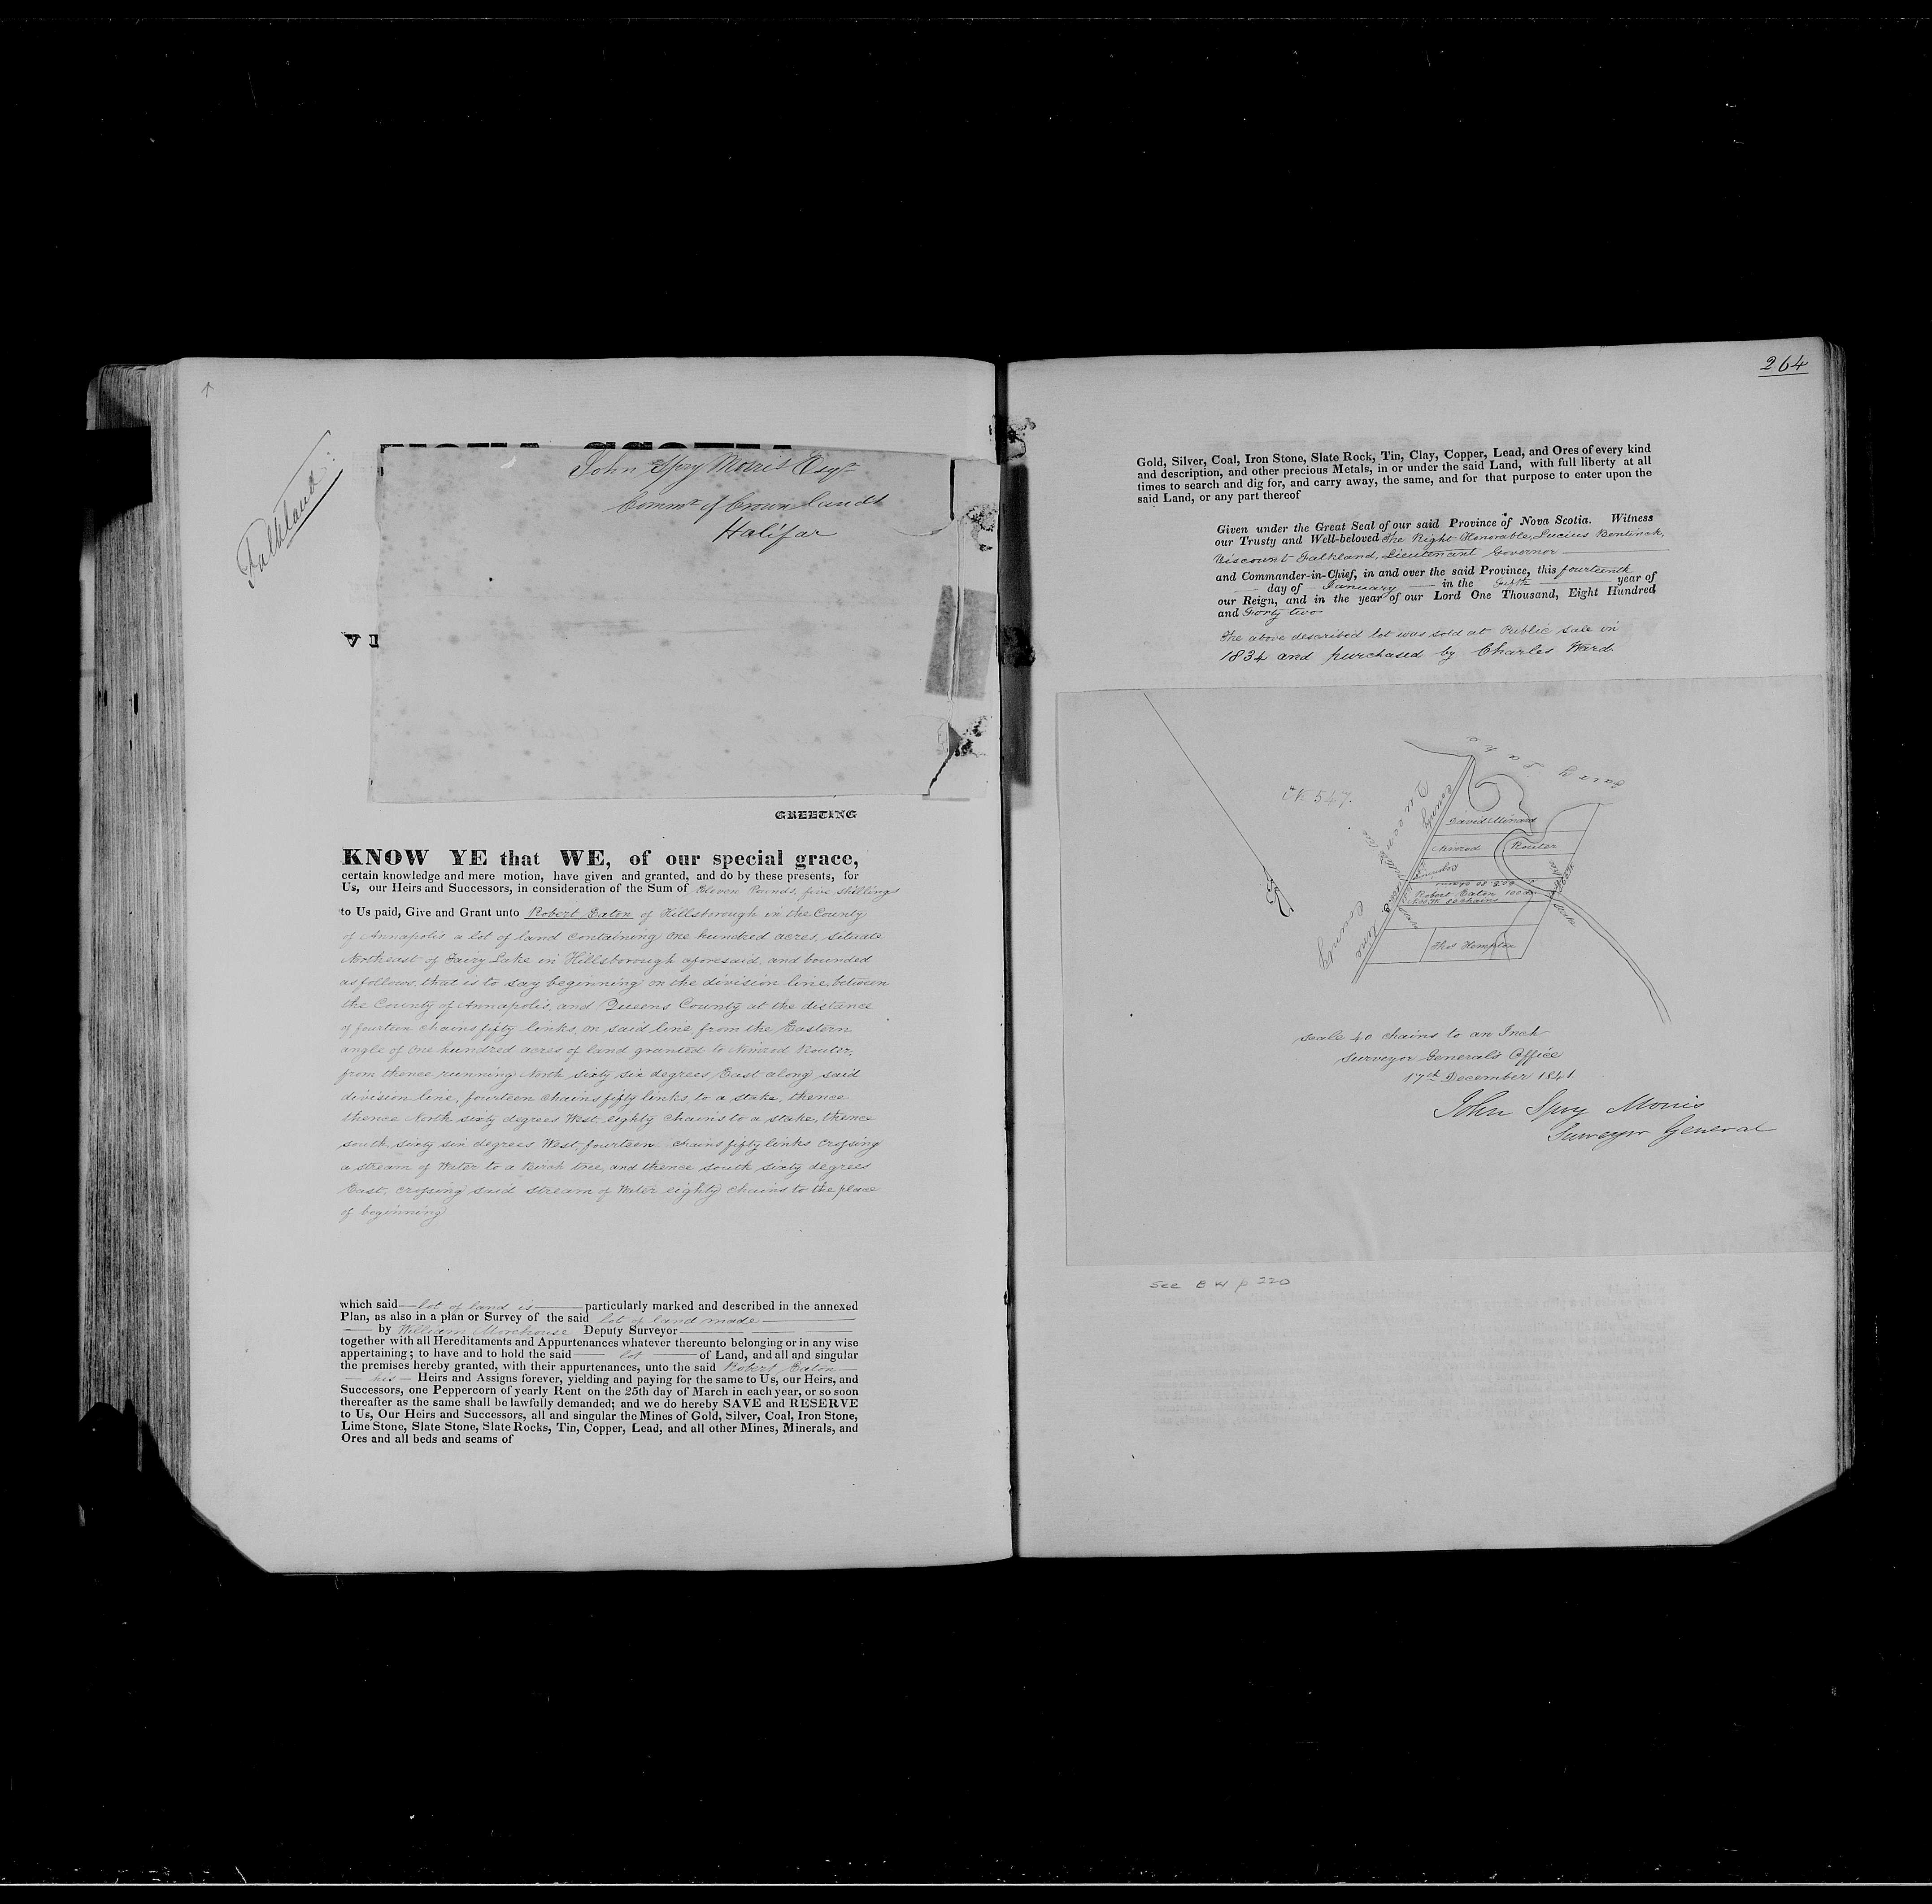 Falkland
John Spry Morris Esqr
Commr of Crown Lands
Halifax
GREETING
KNOW YE that WE, of our special grace,
certain knowledge and mere motion, have given and granted, and do by these presents, for
Us, our Heirs and Successors, in consideration of the Sum of Eleven Pounds, five shillings
to Us paid, Give and Grant unto Robert Eaton of Hillsborough in the County
of Annapolis a lot of land containing one hundred acres, situate
Northeast of Fairy Lake in Hillsborough aforesaid, and bounded
as follows, that is to say beginning on the division line between
the County of Annapolis, and Queens County at the distance
of fourteen chains fifty links, on said line from the Eastern
angle of one hundred acres of land granted to Nimrod Router,
from thence running North sixty six degrees East along said
division line, fourteen chains fifty links to a stake, thence
thence North sixty degrees West eighty chains to a stake, thence
south sixty six degrees West, fourteen chains fifty links crossing
a stream of Water to a Birch tree, and thence south sixty degrees
East, crossing said stream of Water eighty chains to the place
of beginning
which said lot of land is particularly marked and described in the annexed
Plan, as also in a plan or Survey of the said lot of land made
by William Morehouse Deputy Surveyor
together with all Hereditaments and Appurtenances whatever thereunto belonging or in any wise
appertaining; to have and to hold the said lot of Land, and all and singular
the premises hereby granted, with their appurtenances, unto the said Robert Eaton
his Heirs and Assigns forever, yielding and paying for the same to Us, our Heirs, and
Successors, one Peppercorn of yearly Rent on the 25th day of March in each year, or so soon
thereafter as the same shall be lawfully demanded; and we do hereby SAVE and RESERVE
to Us, Our Heirs and Successors, all and singular the Mines of Gold, Silver, Coal, Iron Stone,
Lime Stone, Slate Stone, Slate Rocks, Tin, Copper, Lead, and all other Mines, Minerals, and
Ores and all beds and seams of
264
Gold, Silver, Coal, Iron Stone, Slate Rock, Tin, Clay, Copper, Lead, and Ores of every kind
and description, and other precious Metals, in or under the said Land, with full liberty at all
times to search and dig for, and carry away, the same, and for that purpose to enter upon the
said Land, or any part thereof
Given under the Great Seal of our said Province of Nova Scotia. Witness
our Trusty and Well-beloved The Right Honorable, Lucius Bentinck,
Viscount Falkland, Lieutenant Governor
and Commander-in-Chief, in and over the said Province, this fourteenth
day of January in the Fifth year of
our Reign, and in the year of our Lord One Thousand, Eight Hundred
and Forty two
The above described lot was sold at Public Sale in
1834 and purchased by Charles Ward.
Fairy Lake
547.
Queens County
County Line
David Minard
Nimrod Router
Robert Eaton 100 a
80 chains
Thos Hempton
Stake
Scale 40 chains to an Inch
Surveyor General's Office
17th December 1841.
John Spry Morris
Surveyor General
See B W p 220